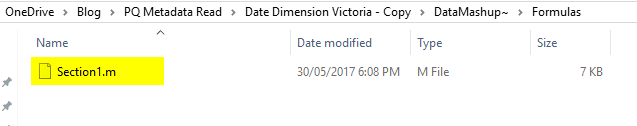 OneDrive > Blog > PQ Metadata Read > Date Dimension Victoria - Copy > DataMashup~ > Formulas
Name Date modified Type Size
Section1.m 30/05/2017 6:08 PM M File 7 KB